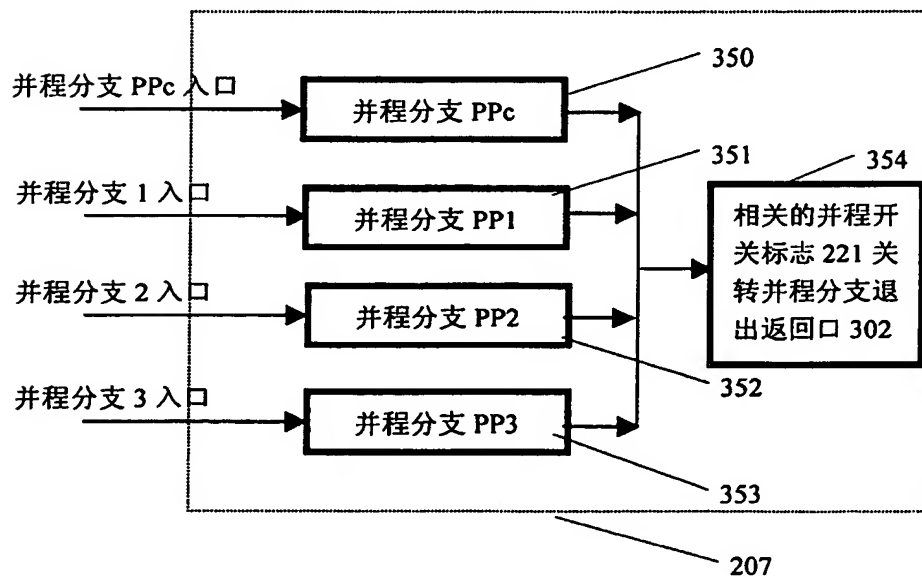 350
并程分支 PPc 入口
并程分支 PPc
351
354
并程分支 1 入口
并程分支 PP1
相关的并程开
关标志 221 关
转并程分支退
出返回口 302
并程分支 2 入口
并程分支 PP2
352
并程分支 3 入口
并程分支 PP3
353
207